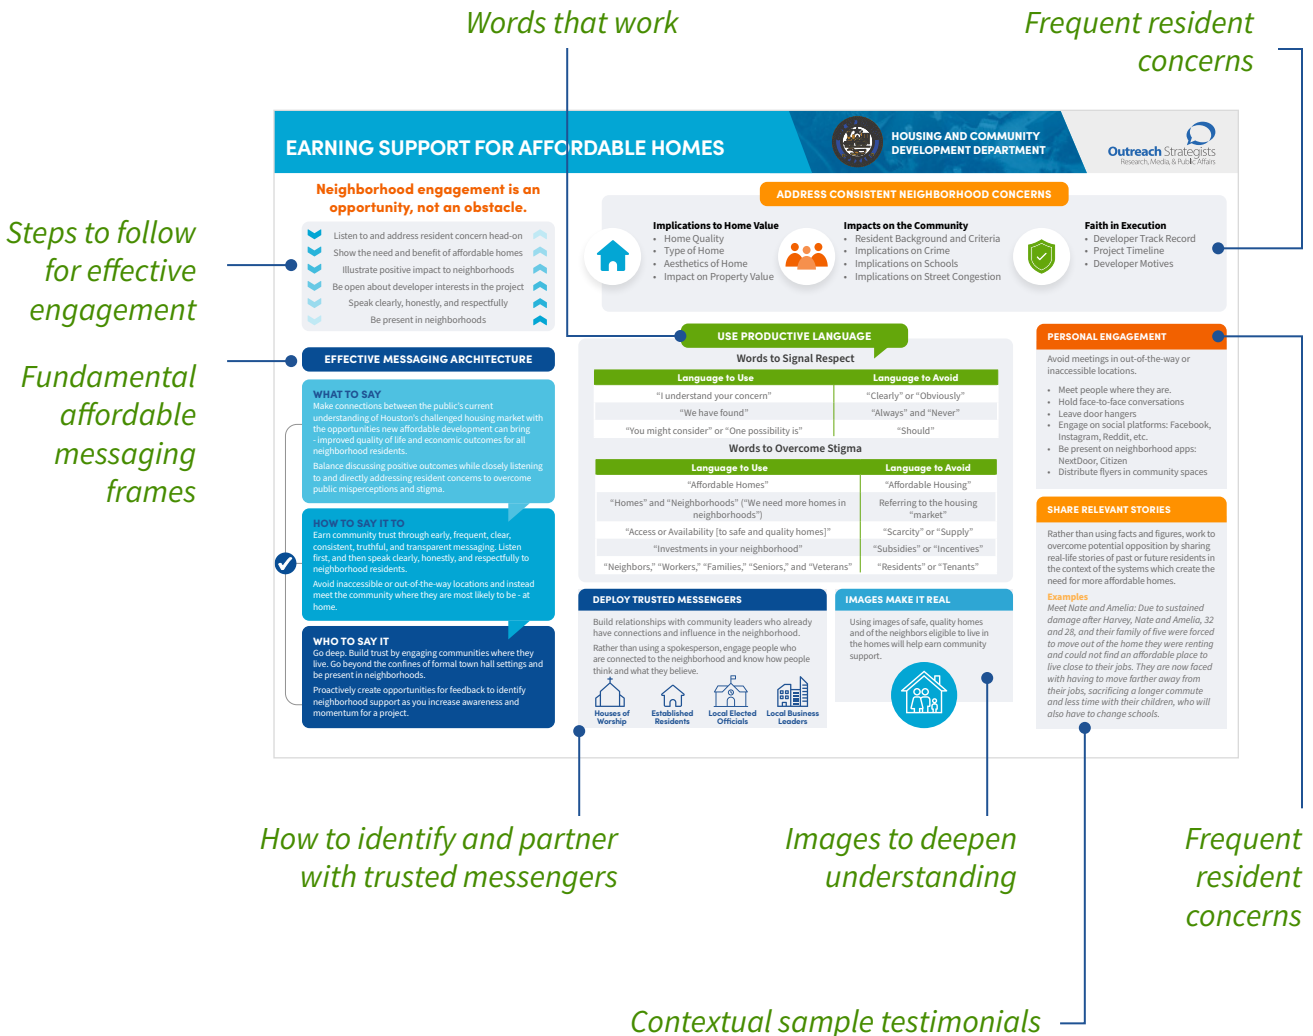 Words that work
Frequent resident
concerns
EARNING SUPPORT FOR AFFORDABLE HOMES
HOUSING AND COMMUNITY
DEVELOPMENT DEPARTMENT
Outreach Strategists
Research, Media, & Public Affairs
Neighborhood engagement is an
opportunity, not an obstacle.
Listen to and address resident concern head-on
Show the need and benefit of affordable homes
Illustrate positive impact to neighborhoods
Be open about developer interests in the project
Speak clearly, honestly, and respectfully
Be present in neighborhoods
Steps to follow
for effective
engagement
ADDRESS CONSISTENT NEIGHBORHOOD CONCERNS
Implications to Home Value
• Home Quality
• Type of Home
• Aesthetics of Home
• Impact on Property Value
Impacts on the Community
• Resident Background and Criteria
• Implications on Crime
• Implications on Schools
• Implications on Street Congestion
Faith in Execution
• Developer Track Record
• Project Timeline
• Developer Motives
Fundamental
affordable
messaging
frames
EFFECTIVE MESSAGING ARCHITECTURE
WHAT TO SAY
Make connections between the public's current
understanding of Houston's challenged housing market with
the opportunities new affordable development can bring
- improved quality of life and economic outcomes for all
neighborhood residents.
Balance discussing positive outcomes while closely listening
to and directly addressing resident concerns to overcome
public misperceptions and stigma.
HOW TO SAY IT TO
Earn community trust through early, frequent, clear,
consistent, truthful, and transparent messaging. Listen
first, and then speak clearly, honestly, and respectfully to
neighborhood residents.
Avoid inaccessible or out-of-the-way locations and instead
meet the community where they are most likely to be - at
home.
WHO TO SAY IT
Go deep. Build trust by engaging communities where they
live. Go beyond the confines of formal town hall settings and
be present in neighborhoods.
Proactively create opportunities for feedback to identify
neighborhood support as you increase awareness and
momentum for a project.
USE PRODUCTIVE LANGUAGE
Words to Signal Respect
Language to Use Language to Avoid
“I understand your concern” “Clearly” or “Obviously”
“We have found” “Always” and “Never”
“You might consider” or “One possibility is” “Should”
Words to Overcome Stigma
Language to Use Language to Avoid
“Affordable Homes” “Affordable Housing”
“Homes” and “Neighborhoods” (“We need more homes in
neighborhoods”)
Referring to the housing
“market”
“Access or Availability [to safe and quality homes]” “Scarcity” or “Supply”
“Investments in your neighborhood” “Subsidies” or “Incentives”
“Neighbors,” “Workers,” “Families,” “Seniors,” and “Veterans” “Residents” or “Tenants”
DEPLOY TRUSTED MESSENGERS
Build relationships with community leaders who already
have connections and influence in the neighborhood.
Rather than using a spokesperson, engage people who
are connected to the neighborhood and know how people
think and what they believe.
Houses of
Worship
Established
Residents
Local Elected
Officials
Local Business
Leaders
IMAGES MAKE IT REAL
Using images of safe, quality homes
and of the neighbors eligible to live in
the homes will help earn community
support.
PERSONAL ENGAGEMENT
Avoid meetings in out-of-the-way or
inaccessible locations.
• Meet people where they are.
• Hold face-to-face conversations
• Leave door hangers
• Engage on social platforms: Facebook,
Instagram, Reddit, etc.
• Be present on neighborhood apps:
NextDoor, Citizen
• Distribute flyers in community spaces
SHARE RELEVANT STORIES
Rather than using facts and figures, work to
overcome potential opposition by sharing
real-life stories of past or future residents in
the context of the systems which create the
need for more affordable homes.
Examples
Meet Nate and Amelia: Due to sustained
damage after Harvey, Nate and Amelia, 32
and 28, and their family of five were forced
to move out of the home they were renting
and could not find an affordable place to
live close to their jobs. They are now faced
with having to move farther away from
their jobs, sacrificing a longer commute
and less time with their children, who will
also have to change schools.
How to identify and partner
with trusted messengers
Images to deepen
understanding
Frequent
resident
concerns
Contextual sample testimonials